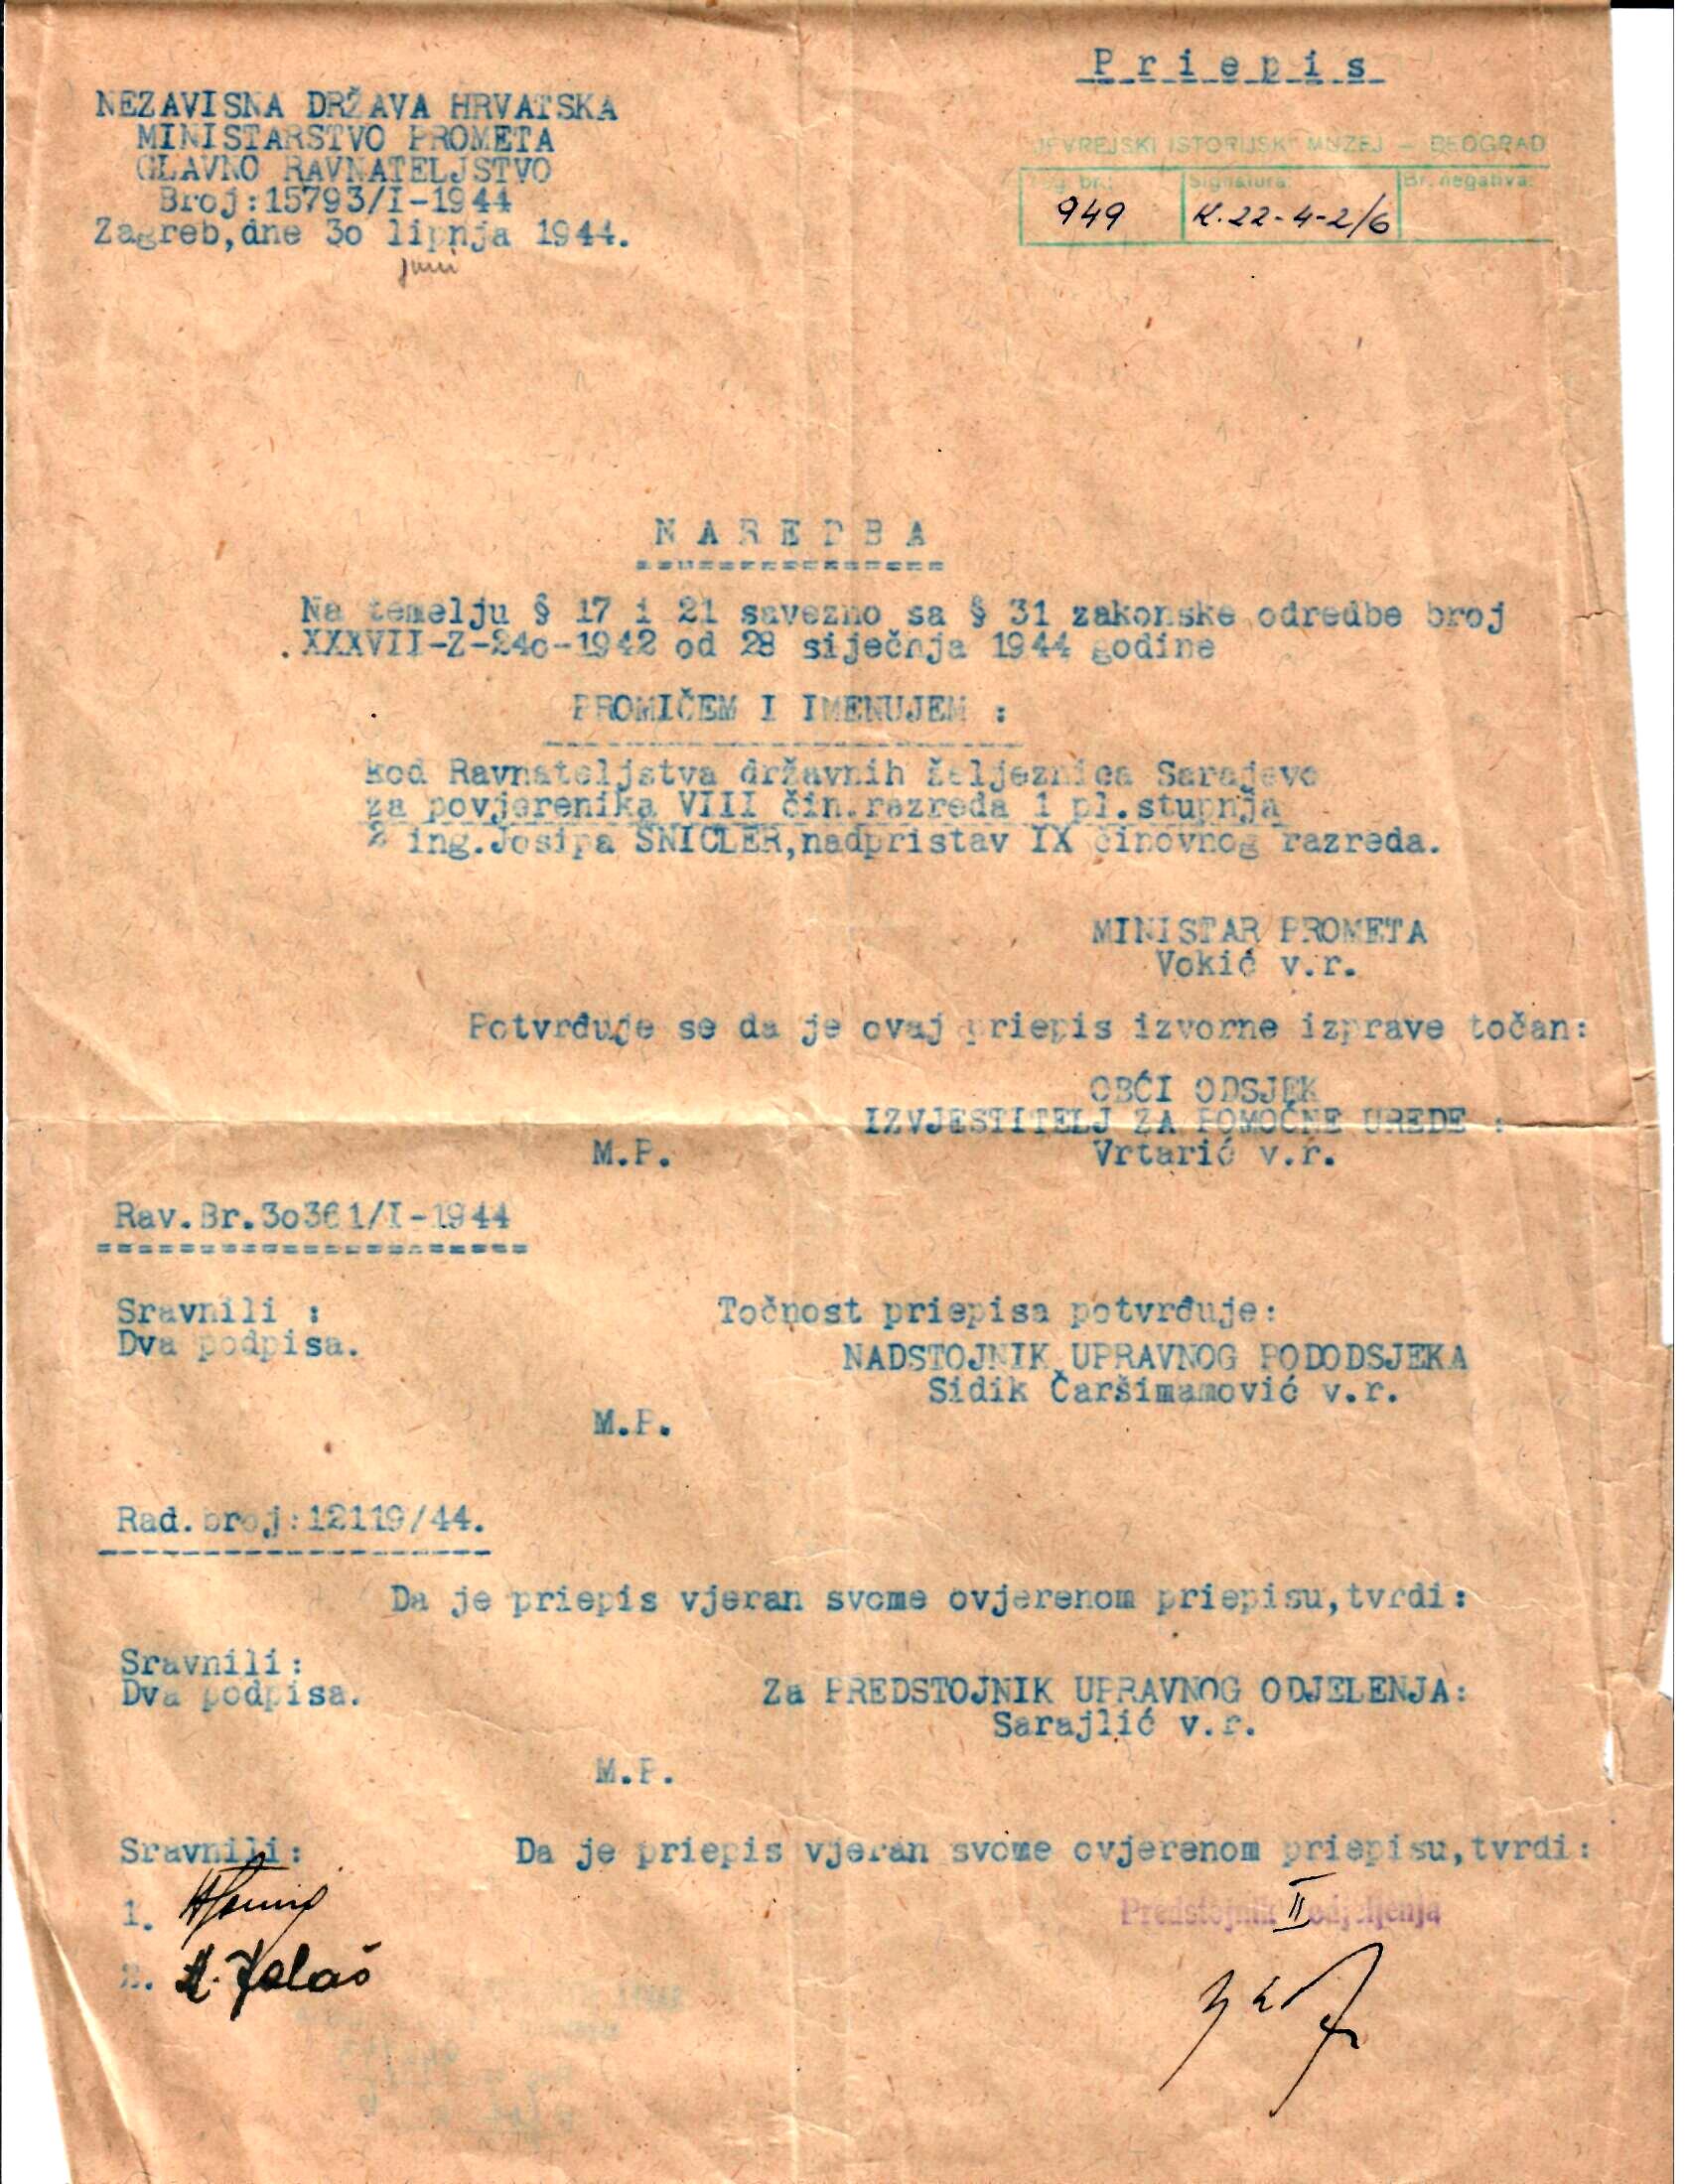 P r i e p i s
NEZAVISNA DRŽAVA HRVATSKA
MINISTARSTVO PROMETA
GLAVNO RAVNATELJSTVO
Broj:15793/I-1944
Zagreb,dne 3o lipnja 1944.
juni
JEVREJSKI ISTORIJSKI MUZEJ – BEOGRAD
Reg. br.: Signatura: Br. negativa:
949 K.22-4-2/6
N A R E D B A
Na temelju § 17 i 21 savezno sa § 31 zakonske odredbe broj
.XXXVII-Z-24o-1942 od 28 siječnja 1944 godine
PROMIČEM I IMENUJEM :
kod Ravnateljstva državnih željeznica Sarajevo
za povjerenika VIII čin.razreda 1 pl.stupnja
2 ing.Josipa ŠNICLER,nadpristav IX činovnog razreda.
MINISTAR PROMETA
Vokić v.r.
Potvrđuje se da je ovaj priepis izvorne izprave točan:
OBĆI ODSJEK
IZVJESTITELJ ZA POMOĆNE UREDE :
M.P. Vrtarić v.r.
Rav.Br.3o361/I-1944
Sravnili : Točnost priepisa potvrđuje:
Dva podpisa.
NADSTOJNIK UPRAVNOG PODODSJEKA
Sidik Čaršimamović v.r.
M.P.
Rad.broj:12119/44.
Da je priepis vjeran svome ovjerenom priepisu,tvrdi:
Sravnili:
Dva podpisa. Za PREDSTOJNIK UPRAVNOG ODJELENJA:
Sarajlić v.r.
M.P.
Sravnili: Da je priepis vjeran svome ovjerenom priepisu,tvrdi:
1.
Predstojnik II odjeljenja
2.